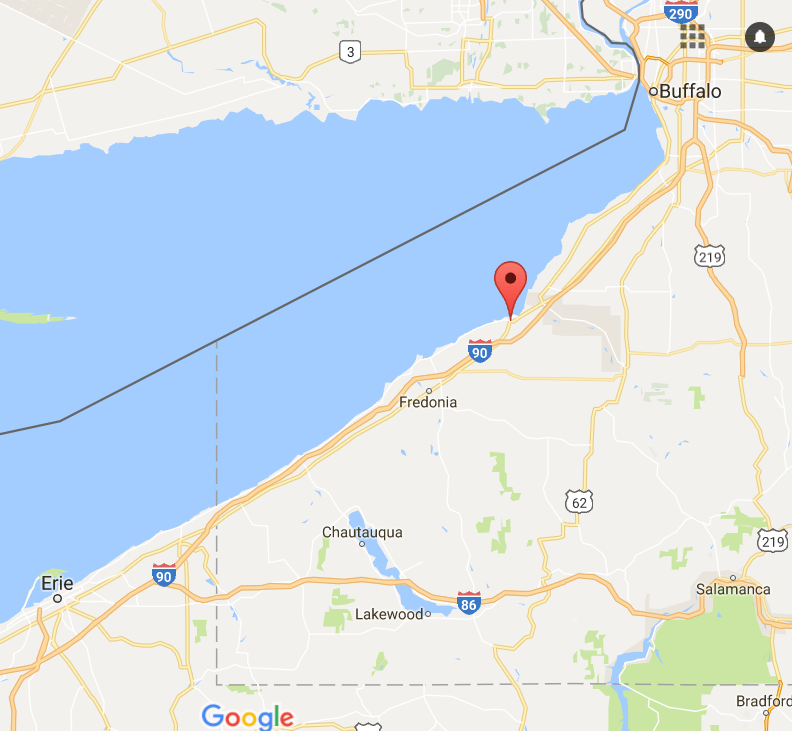 290
3
Buffalo
219
90
Fredonia
62
Chautauqua
219
90
Erie
Salamanca
86
Lakewood
Bradford
Google